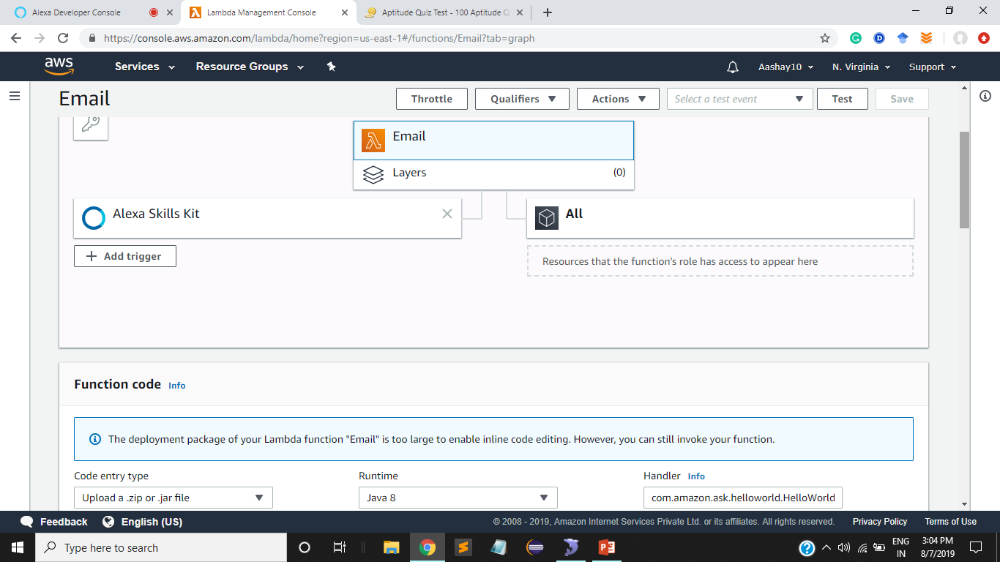 Alexa Developer Console
Lambda Management Console
Aptitude Quiz Test - 100 Aptitude Q
https://console.aws.amazon.com/lambda/home?region=us-east-1#/functions/Email?tab=graph
aws
Services
Resource Groups
Aashay10
N. Virginia
Support
Email
Throttle
Qualifiers
Actions
Select a test event
Test
Save
Email
Layers
(0)
Alexa Skills Kit
All
Add trigger
Resources that the function's role has access to appear here
Function code Info
The deployment package of your Lambda function "Email" is too large to enable inline code editing. However, you can still invoke your function.
Code entry type
Runtime
Handler Info
Upload a .zip or .jar file
Java 8
com.amazon.ask.helloworld.HelloWorld
Feedback
English (US)
© 2008 - 2019, Amazon Internet Services Private Ltd. or its affiliates. All rights reserved.
Privacy Policy
Terms of Use
Type here to search
ENG
IN
3:04 PM
8/7/2019